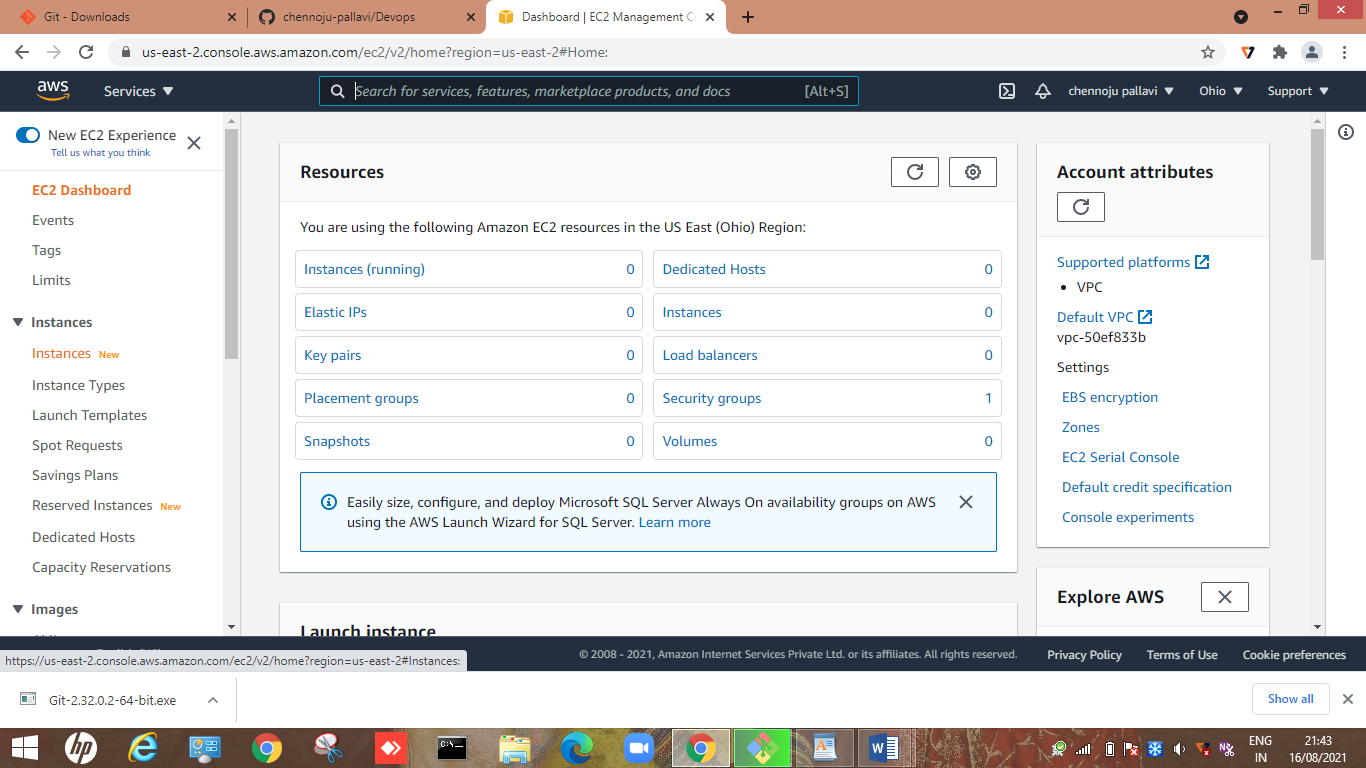 Git - Downloads
chennoju-pallavi/Devops
Dashboard | EC2 Management C
us-east-2.console.aws.amazon.com/ec2/v2/home?region=us-east-2#Home:
aws
Services
Search for services, features, marketplace products, and docs
[Alt+S]
chennoju pallavi
Ohio
Support
New EC2 Experience
Tell us what you think
EC2 Dashboard
Events
Tags
Limits
Instances
Instances New
Instance Types
Launch Templates
Spot Requests
Savings Plans
Reserved Instances New
Dedicated Hosts
Capacity Reservations
Images
Resources
You are using the following Amazon EC2 resources in the US East (Ohio) Region:
Instances (running) 0
Dedicated Hosts 0
Elastic IPs 0
Instances 0
Key pairs 0
Load balancers 0
Placement groups 0
Security groups 1
Snapshots 0
Volumes 0
Easily size, configure, and deploy Microsoft SQL Server Always On availability groups on AWS
using the AWS Launch Wizard for SQL Server. Learn more
Launch instance
Account attributes
Supported platforms
• VPC
Default VPC
vpc-50ef833b
Settings
EBS encryption
Zones
EC2 Serial Console
Default credit specification
Console experiments
Explore AWS
https://us-east-2.console.aws.amazon.com/ec2/v2/home?region=us-east-2#Instances:
© 2008 - 2021, Amazon Internet Services Private Ltd. or its affiliates. All rights reserved.
Privacy Policy
Terms of Use
Cookie preferences
Git-2.32.0.2-64-bit.exe
Show all
hp
C:\
ENG
IN
21:43
16/08/2021